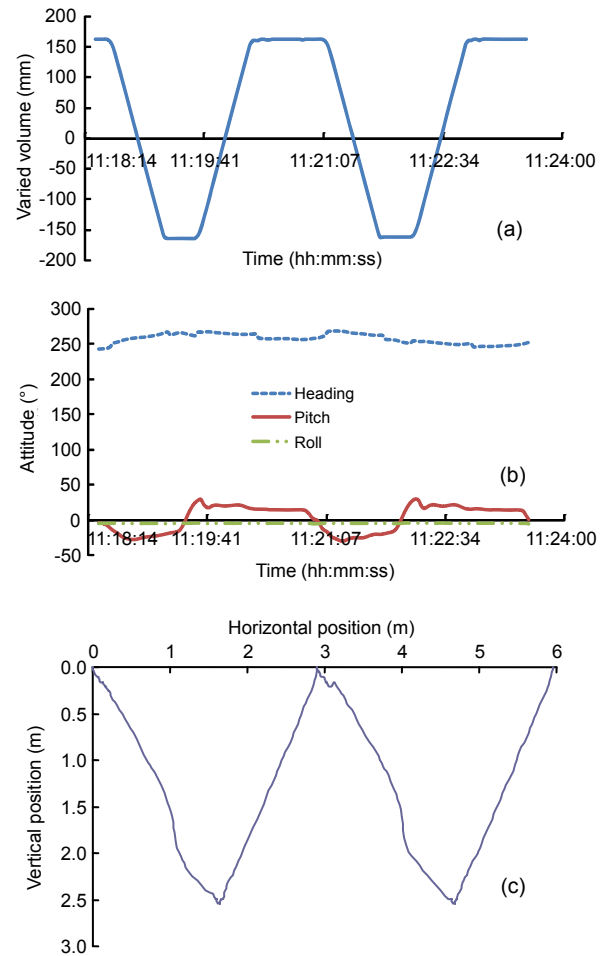 200
150
100
50
0
-50
-100
-150
-200
Varied volume (mm)
11:18:14 11:19:41 11:21:07 11:22:34 11:24:00
(a)
Time (hh:mm:ss)
300
250
200
150
100
50
0
-50
Attitude (°)
Heading
Pitch
Roll
(b)
11:18:14 11:19:41 11:21:07 11:22:34 11:24:00
Time (hh:mm:ss)
Horizontal position (m)
0 1 2 3 4 5 6
0.0
0.5
1.0
1.5
2.0
2.5
3.0
Vertical position (m)
(c)